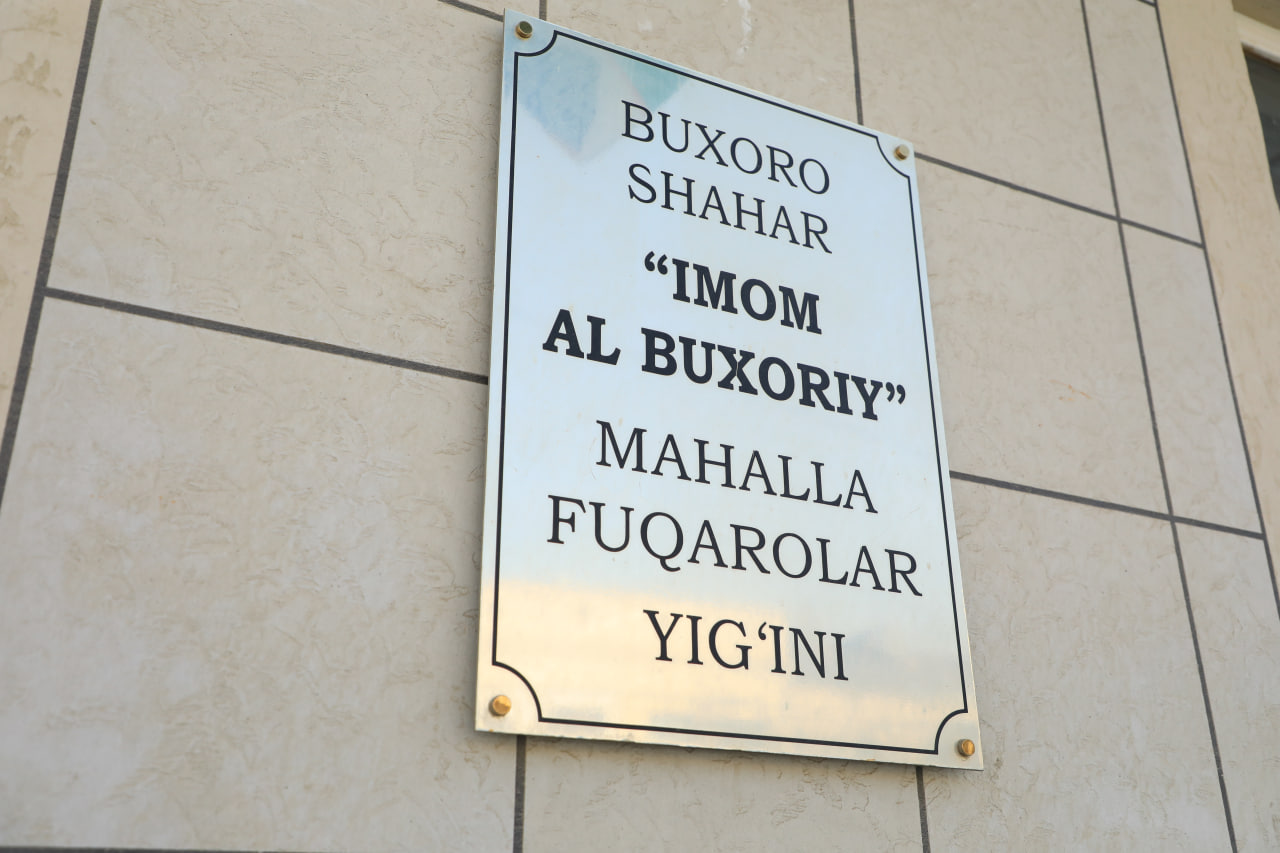 BUXORO
SHAHAR
“IMOM
AL BUXORIY”
MAHALLA
FUQAROLAR
YIG‘INI